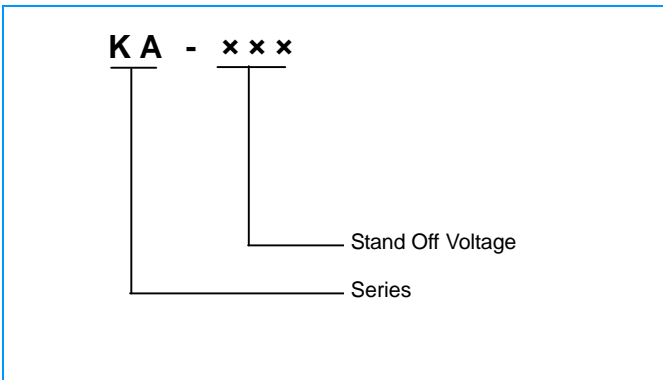 KA - ×××
Stand Off Voltage
Series